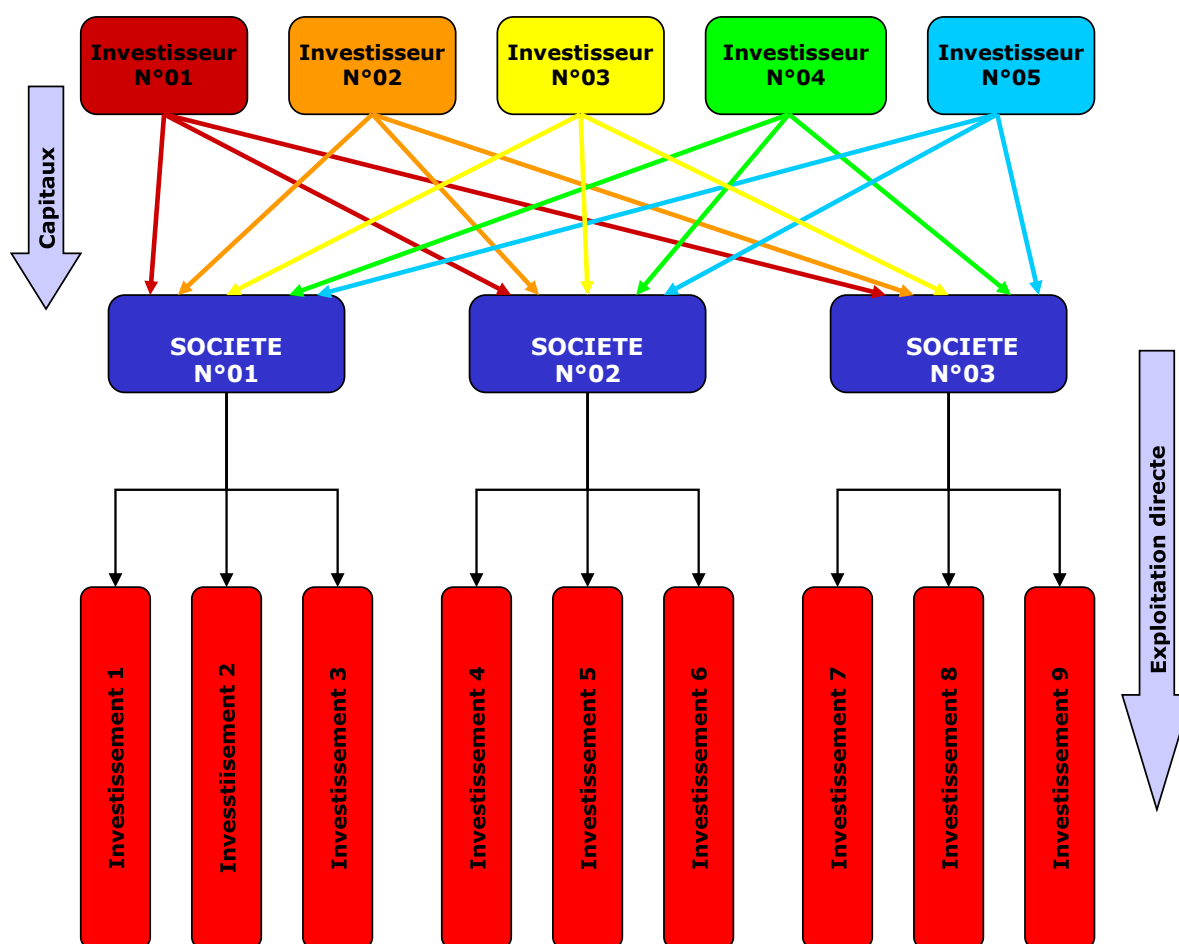 Investisseur
N°01
Investisseur
N°02
Investisseur
N°03
Investisseur
N°04
Investisseur
N°05
Capitaux
SOCIETE
N°01
SOCIETE
N°02
SOCIETE
N°03
Exploitation directe
Investissement 1
Invesstiisement 2
Investissement 3
Investissement 4
Investissement 5
Investissement 6
Investissement 7
Investissement 8
Investissement 9